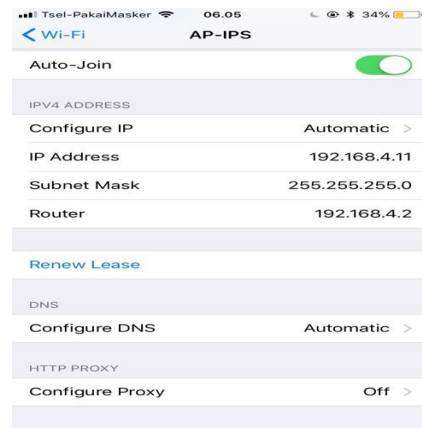 Tsel-PakaiMasker 06.05 34%
Wi-Fi AP-IPS
Auto-Join
IPV4 ADDRESS
Configure IP Automatic >
IP Address 192.168.4.11
Subnet Mask 255.255.255.0
Router 192.168.4.2
Renew Lease
DNS
Configure DNS Automatic >
HTTP PROXY
Configure Proxy Off >